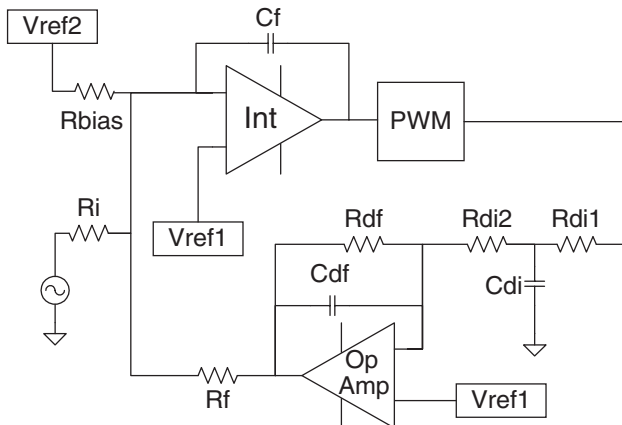 Vref2
Cf
Rbias
Int
PWM
Ri
Vref1
Rdf
Rdi2
Rdi1
Cdf
Cdi
Op
Amp
Rf
Vref1